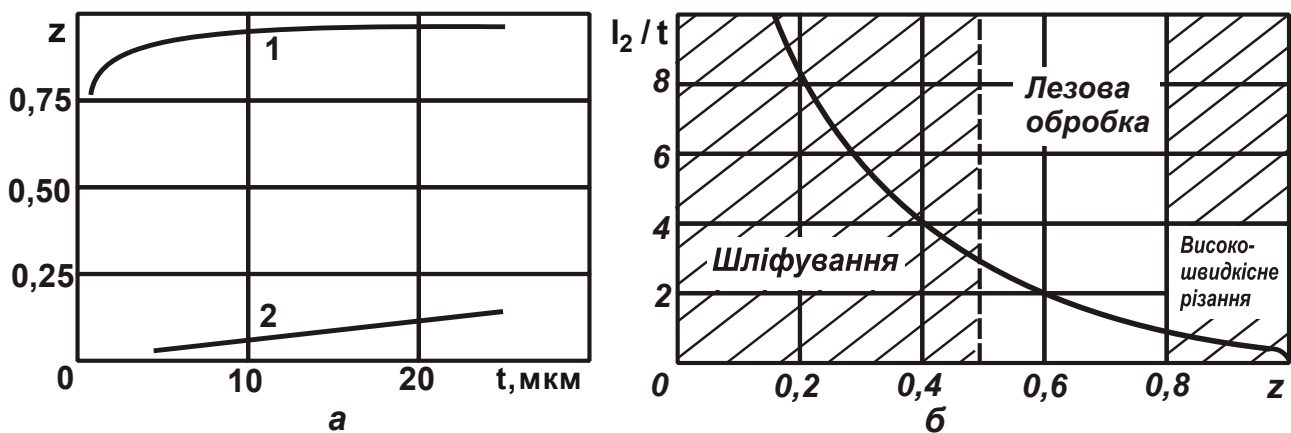 z
0,75
0,50
0,25
0
10
20
t, мкм
1
2
а
l₂ / t
8
6
4
2
0
0,2
0,4
0,6
0,8
z
Шліфування
Лезова
обробка
Високо-
швидкісне
різання
б